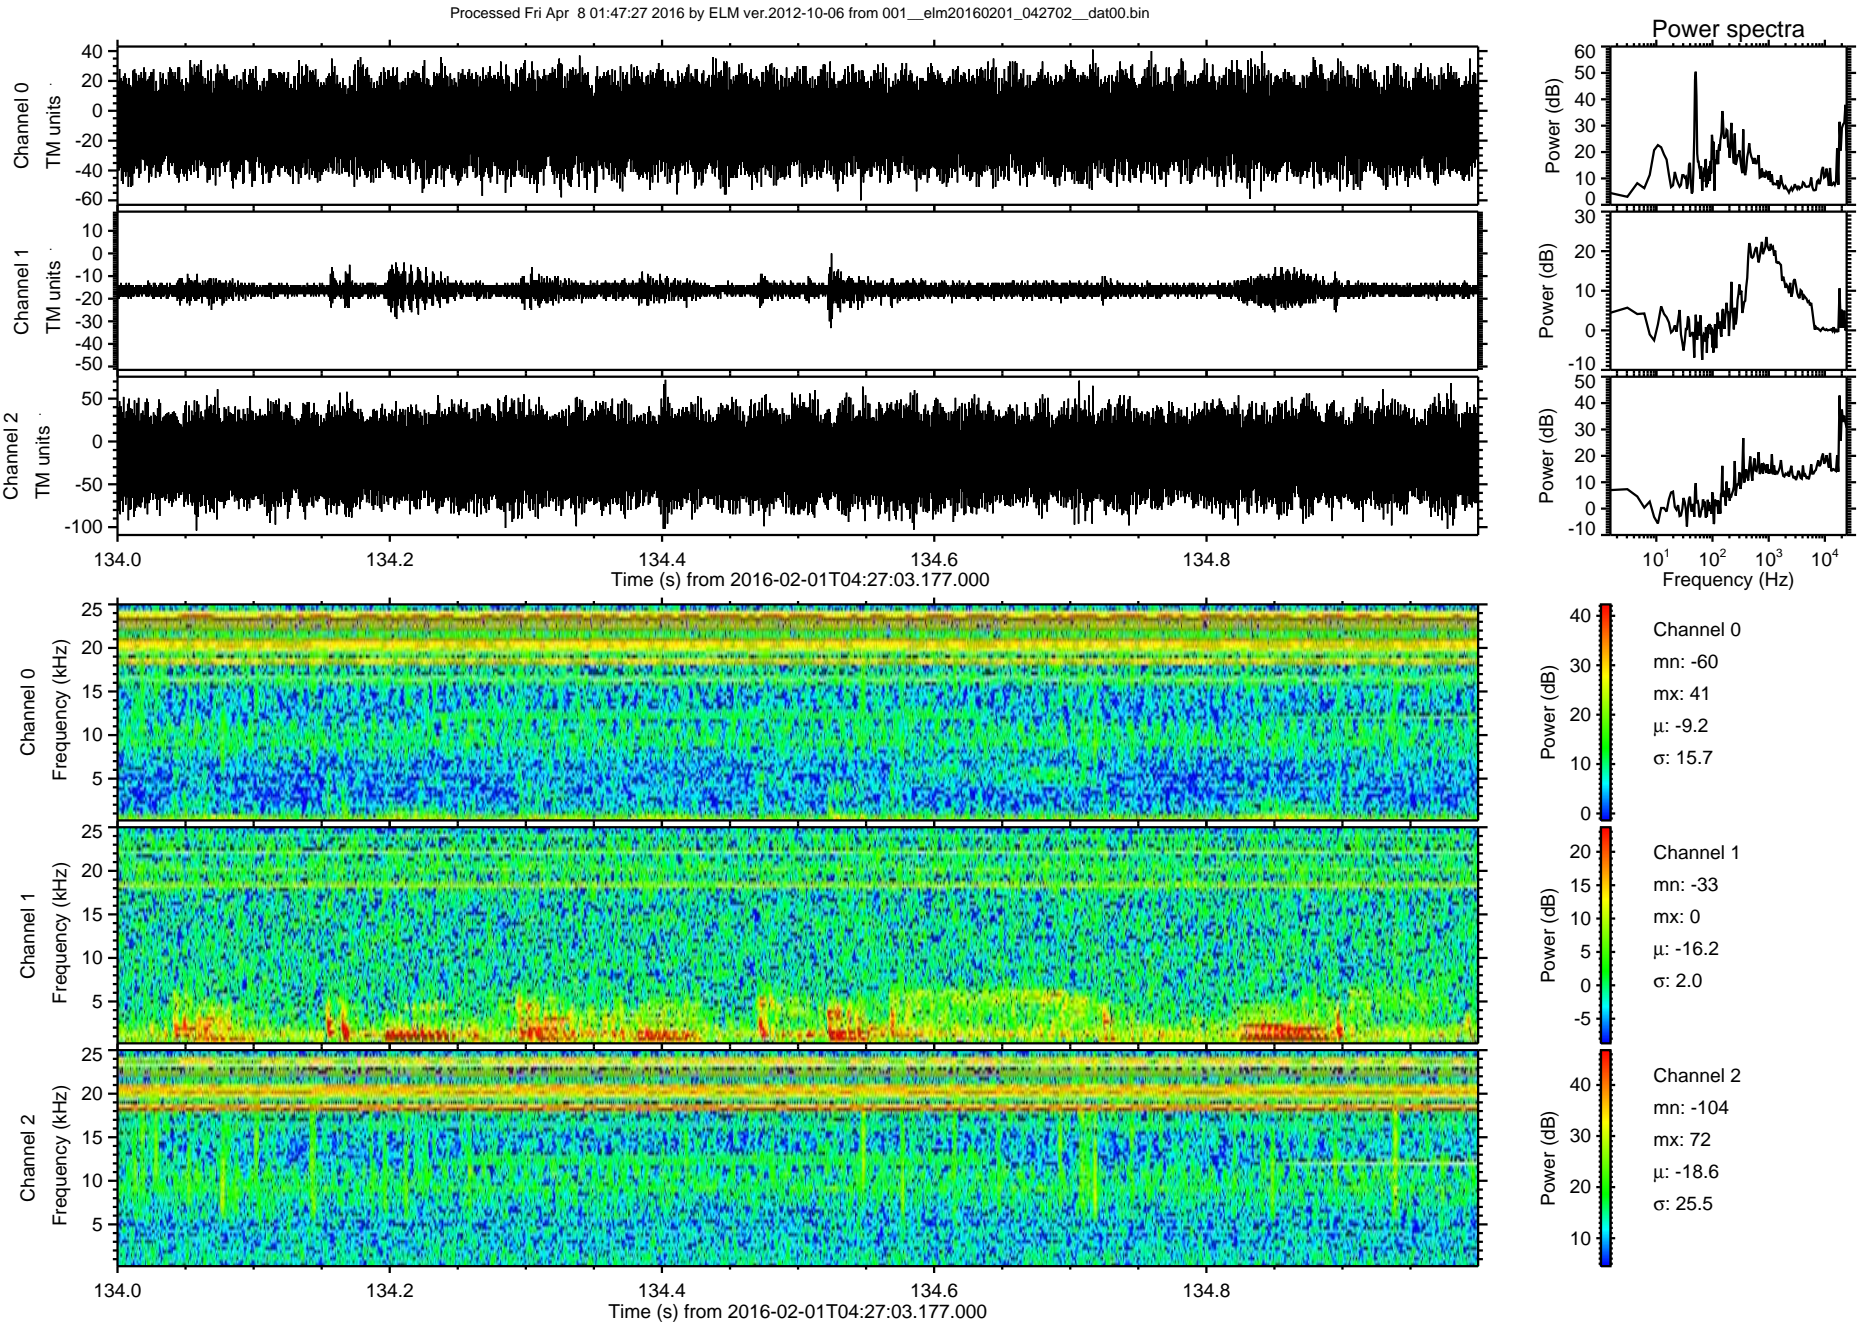 Processed Fri Apr  8 01:47:27 2016 by ELM ver.2012-10-06 from 001__elm20160201_042702__dat00.bin
Power spectra
Channel 0
TM units
40
20
0
-20
-40
-60
Power (dB)
60
50
40
30
20
10
0
Channel 1
TM units
10
0
-10
-20
-30
-40
-50
Power (dB)
30
20
10
0
-10
Channel 2
TM units
50
0
-50
-100
Power (dB)
50
40
30
20
10
0
-10
134.0 134.2 134.4 134.6 134.8
Time (s) from 2016-02-01T04:27:03.177.000
10^1 10^2 10^3 10^4
Frequency (Hz)
Channel 0
Frequency (kHz)
25
20
15
10
5
Power (dB)
40
30
20
10
0
Channel 0
mn: -60
mx: 41
μ: -9.2
σ: 15.7
Channel 1
Frequency (kHz)
25
20
15
10
5
Power (dB)
20
15
10
5
0
-5
Channel 1
mn: -33
mx: 0
μ: -16.2
σ: 2.0
Channel 2
Frequency (kHz)
25
20
15
10
5
Power (dB)
40
30
20
10
Channel 2
mn: -104
mx: 72
μ: -18.6
σ: 25.5
134.0 134.2 134.4 134.6 134.8
Time (s) from 2016-02-01T04:27:03.177.000